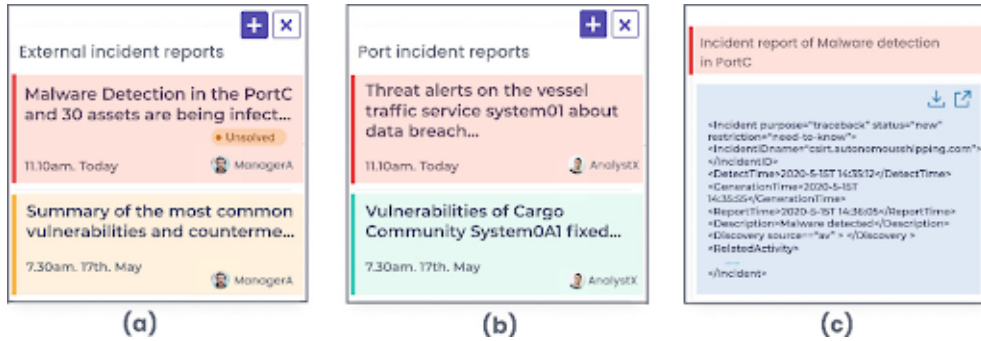 External incident reports
Malware Detection in the PortC
and 30 assets are being infect...
Unsolved
11.10am. Today
ManagerA
Summary of the most common
vulnerabilities and counterme...
7.30am. 17th. May
ManagerA
(a)
Port incident reports
Threat alerts on the vessel
traffic service system01 about
data breach...
11.10am. Today
AnalystX
Vulnerabilities of Cargo
Community System0A1 fixed...
7.30am. 17th. May
AnalystX
(b)
Incident report of Malware detection
in PortC
<Incident purpose="traceback" status="new"
restriction="need-to-know">
<IncidentIDname="csirt.autonomousshipping.com">
</IncidentID>
<DetectTime>2020-5-15T 14:35:12</DetectTime>
<GenerationTime>2020-5-15T
14:35:55</GenerationTime>
<ReportTime>2020-5-15T 14:36:05</ReportTime>
<Description>Malware detected</Description>
<Discovery source=="av" > </Discovery >
<RelatedActivity>
......
</Incident>
(c)